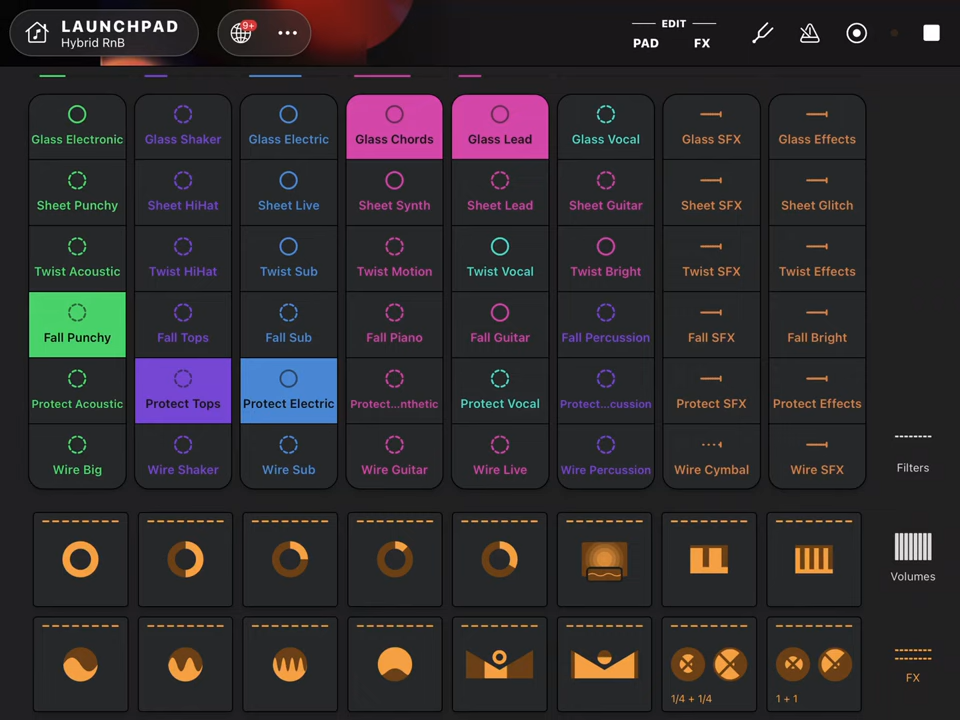 LAUNCHPAD
Hybrid RnB
9+
EDIT
PAD FX
Glass Electronic Glass Shaker Glass Electric Glass Chords Glass Lead Glass Vocal Glass SFX Glass Effects
Sheet Punchy Sheet HiHat Sheet Live Sheet Synth Sheet Lead Sheet Guitar Sheet SFX Sheet Glitch
Twist Acoustic Twist HiHat Twist Sub Twist Motion Twist Vocal Twist Bright Twist SFX Twist Effects
Fall Punchy Fall Tops Fall Sub Fall Piano Fall Guitar Fall Percussion Fall SFX Fall Bright
Protect Acoustic Protect Tops Protect Electric Protect...nthetic Protect Vocal Protect...cussion Protect SFX Protect Effects
Wire Big Wire Shaker Wire Sub Wire Guitar Wire Live Wire Percussion Wire Cymbal Wire SFX
Filters
Volumes
FX
1/4 + 1/4 1 + 1